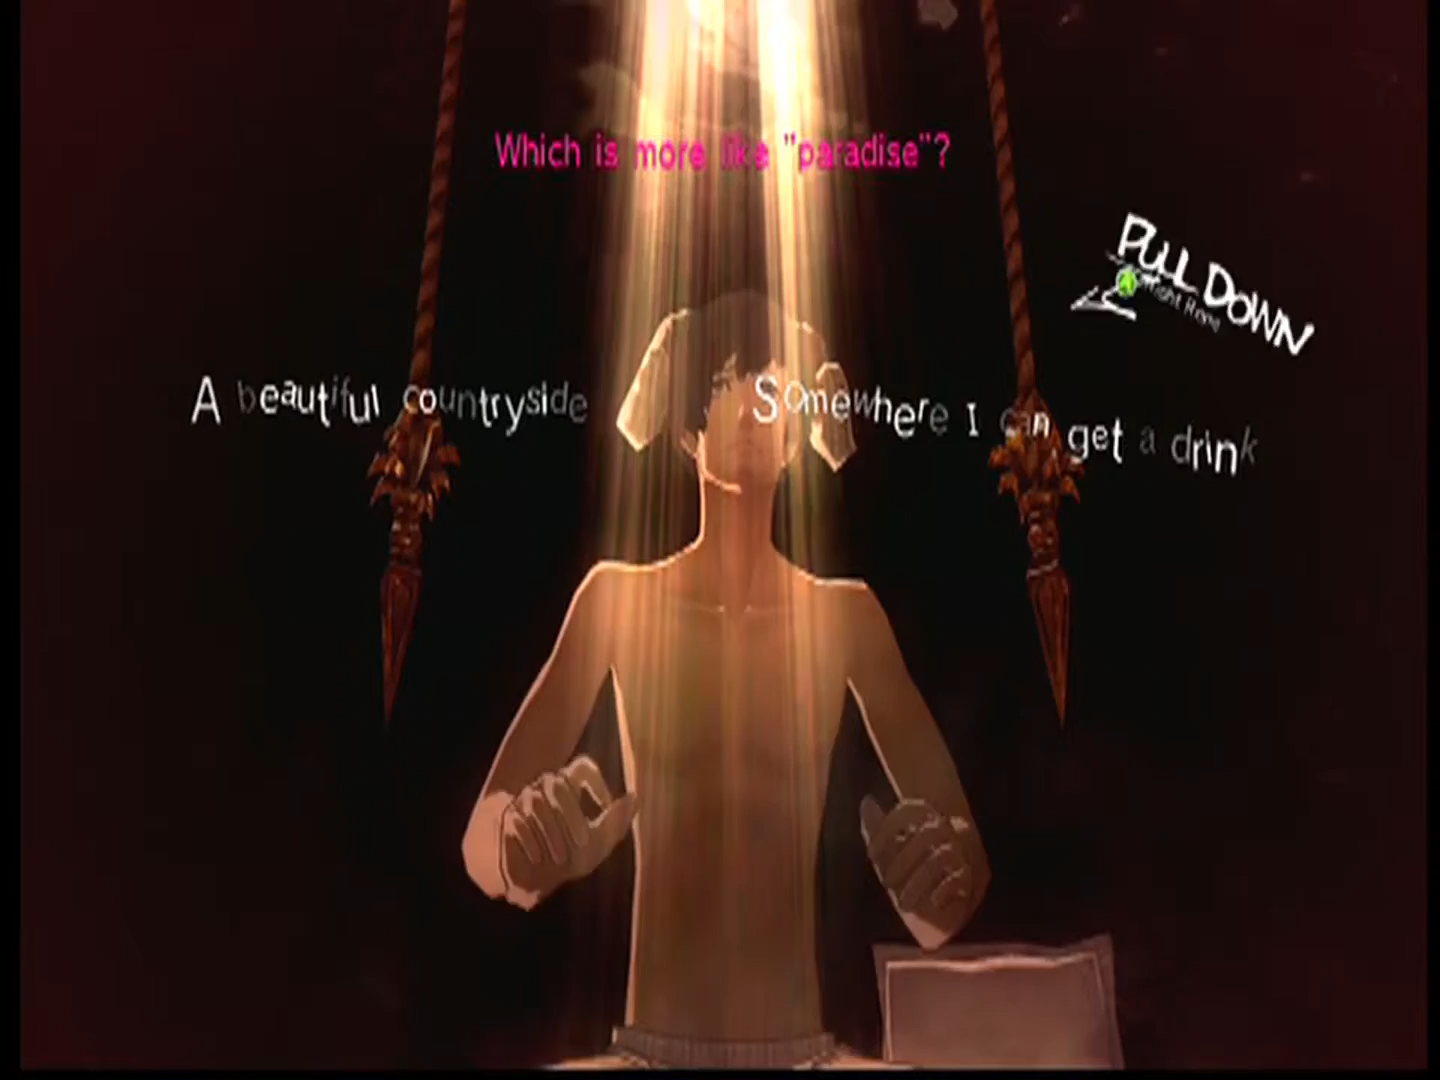 Which is more like "paradise"?
PULL DOWN
Right Rope
A beautiful countryside
Somewhere I can get a drink